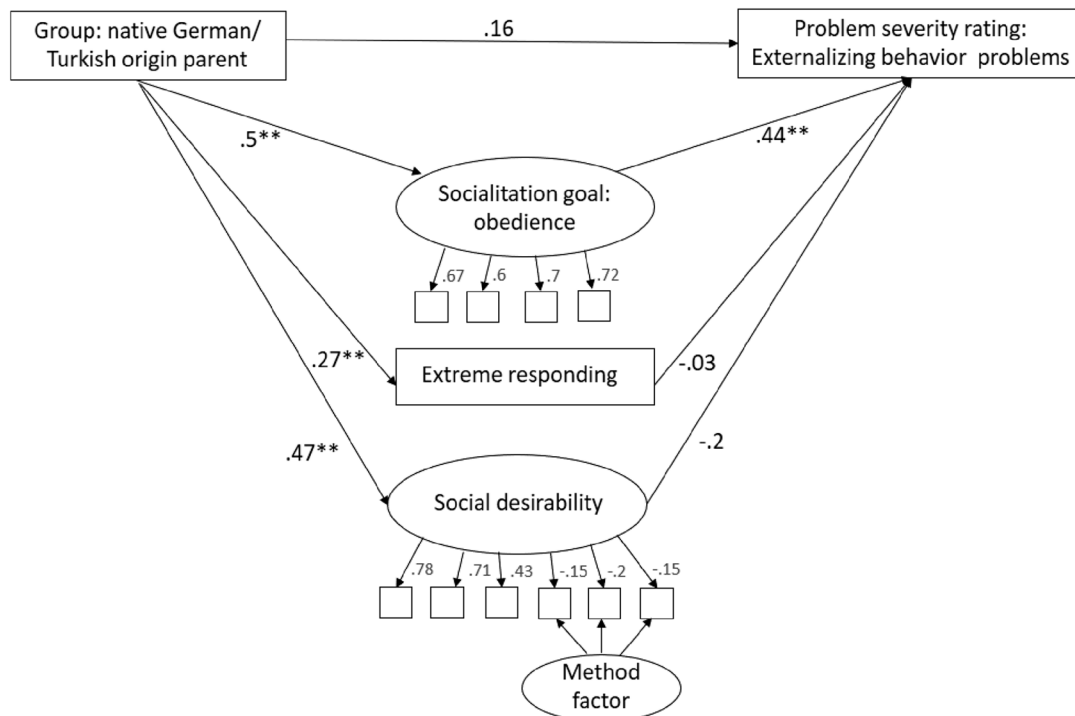 Group: native German/
Turkish origin parent
.16
Problem severity rating:
Externalizing behavior problems
.5**
.44**
Socialitation goal:
obedience
.67
.6
.7
.72
.27**
Extreme responding
-.03
.47**
-.2
Social desirability
.78
.71
.43
-.15
-.2
-.15
Method
factor